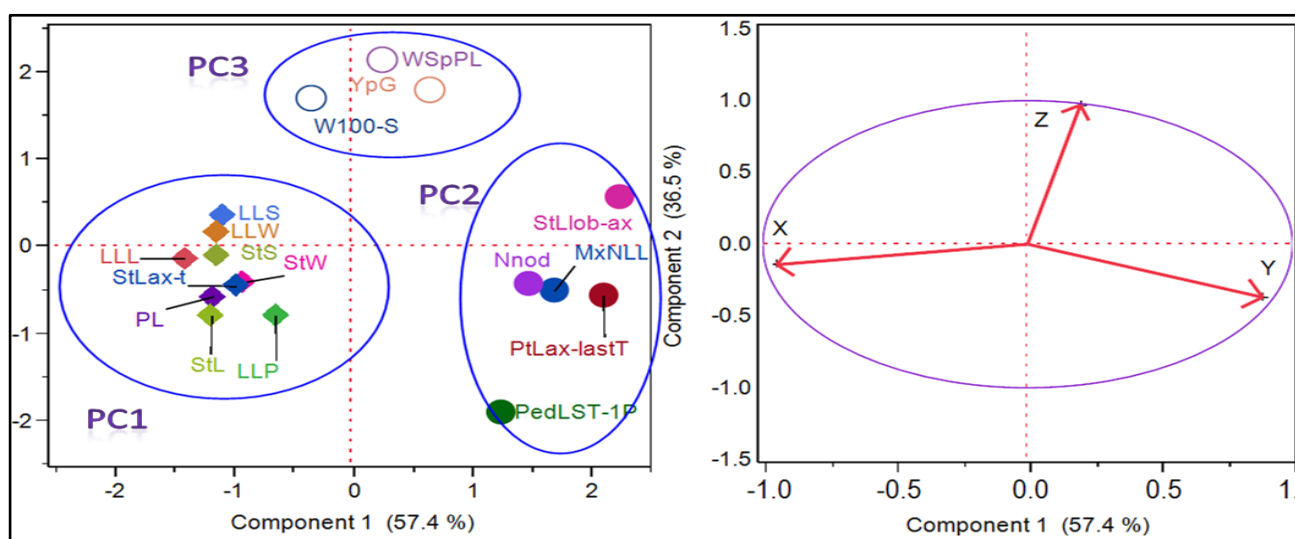 PC3
WSpPL
YpG
W100-S
PC2
StLlob-ax
MxNLL
Nnod
PtLax-lastT
PedLST-1P
LLS
LLW
LLL
StS
StLax-t
StW
PL
StL
LLP
PC1
2
1
0
-1
-2
-2
-1
0
1
2
Component 1 (57.4 %)
Component 2 (36.5 %)
1.5
1.0
0.5
0.0
-0.5
-1.0
-1.5
Z
X
Y
-1.0
-0.5
0.0
0.5
Component 1 (57.4 %)